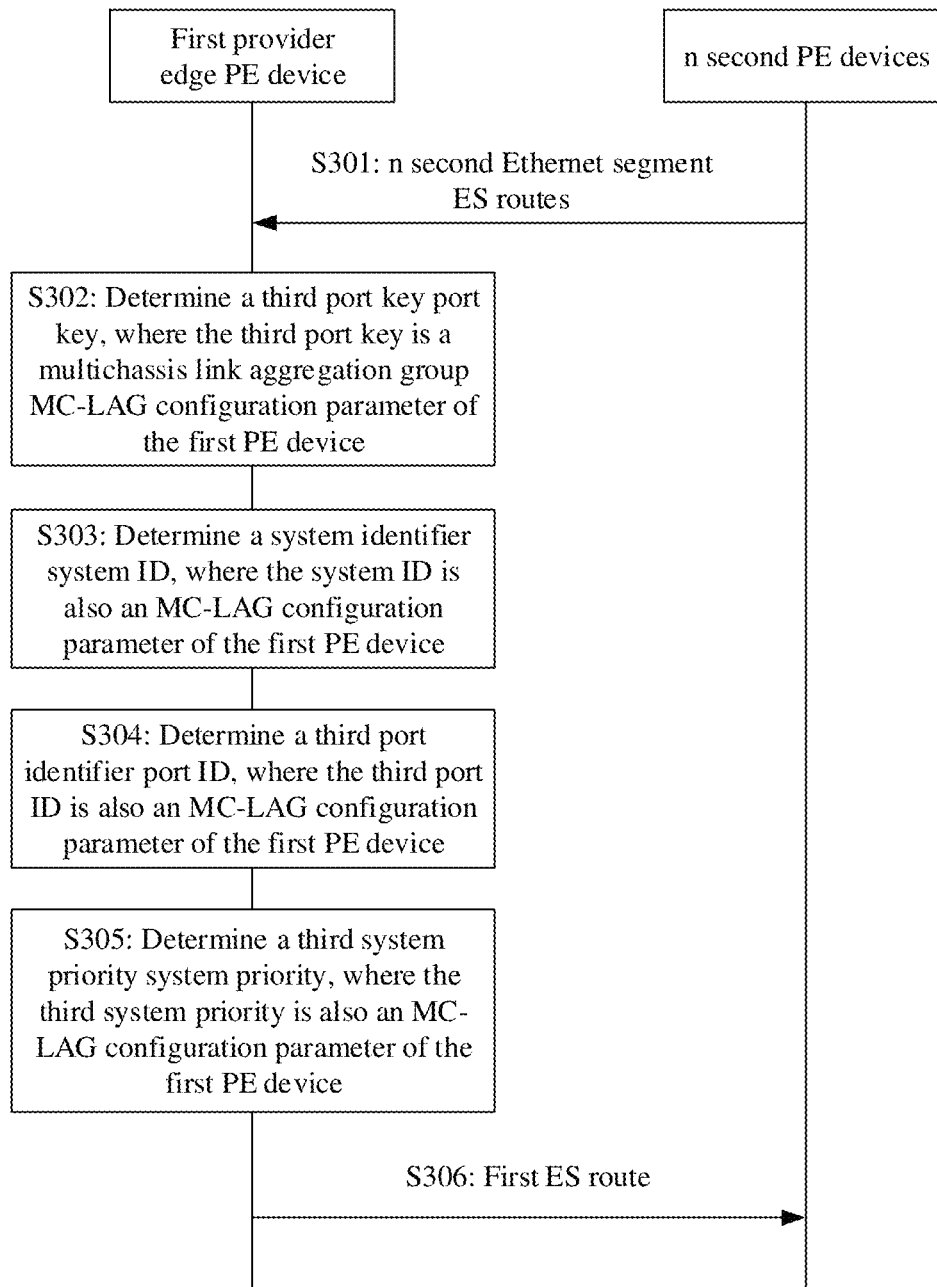 First provider
edge PE device
n second PE devices
S301: n second Ethernet segment
ES routes
S302: Determine a third port key port
key, where the third port key is a
multichassis link aggregation group
MC-LAG configuration parameter of
the first PE device
S303: Determine a system identifier
system ID, where the system ID is
also an MC-LAG configuration
parameter of the first PE device
S304: Determine a third port
identifier port ID, where the third port
ID is also an MC-LAG configuration
parameter of the first PE device
S305: Determine a third system
priority system priority, where the
third system priority is also an MC-
LAG configuration parameter of the
first PE device
S306: First ES route